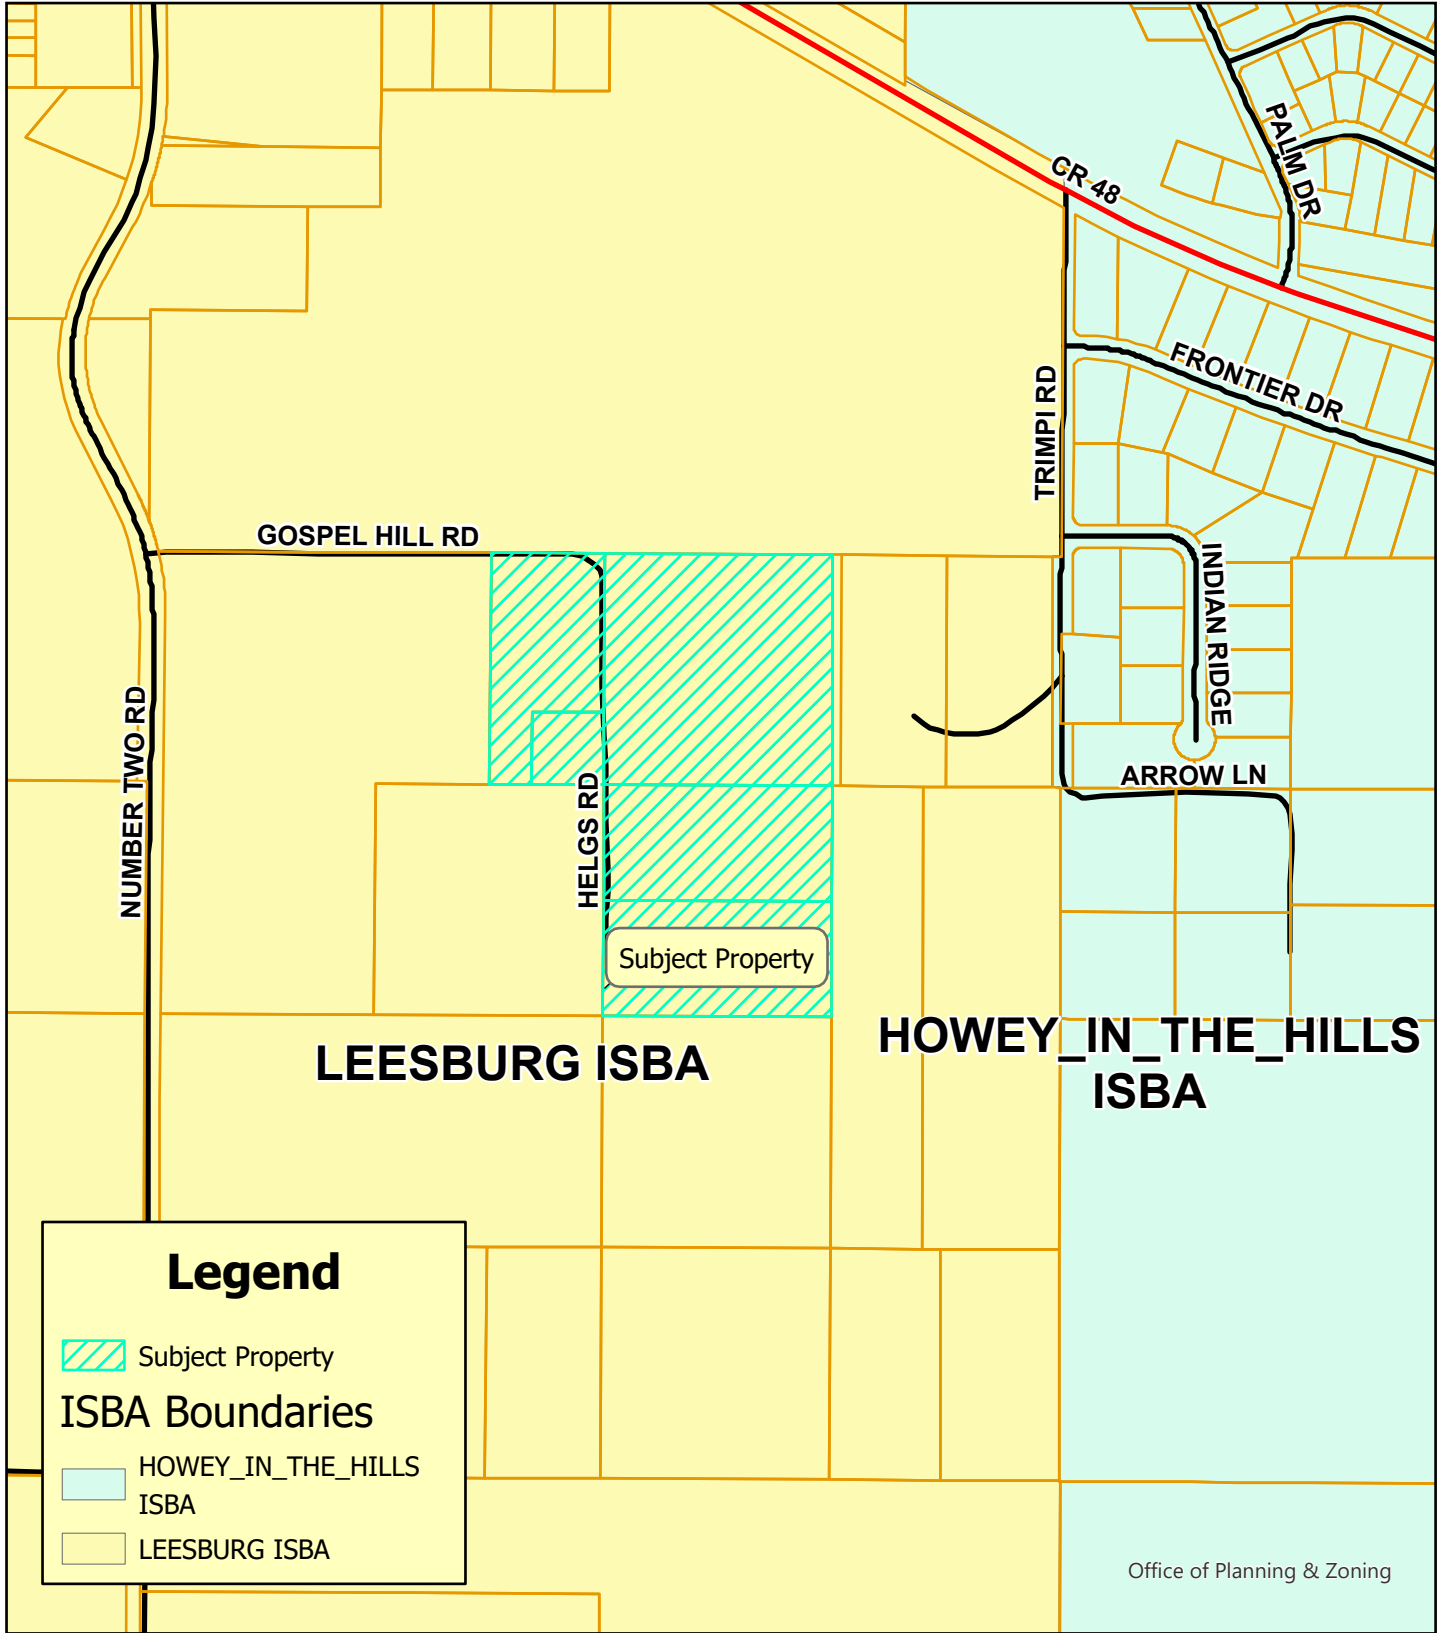 PALM DR
CR 48
FRONTIER DR
TRIMPI RD
GOSPEL HILL RD
INDIAN RIDGE
NUMBER TWO RD
HELGS RD
ARROW LN
Subject Property
LEESBURG ISBA
HOWEY_IN_THE_HILLS
ISBA
Legend
Subject Property
ISBA Boundaries
HOWEY_IN_THE_HILLS
ISBA
LEESBURG ISBA
Office of Planning & Zoning